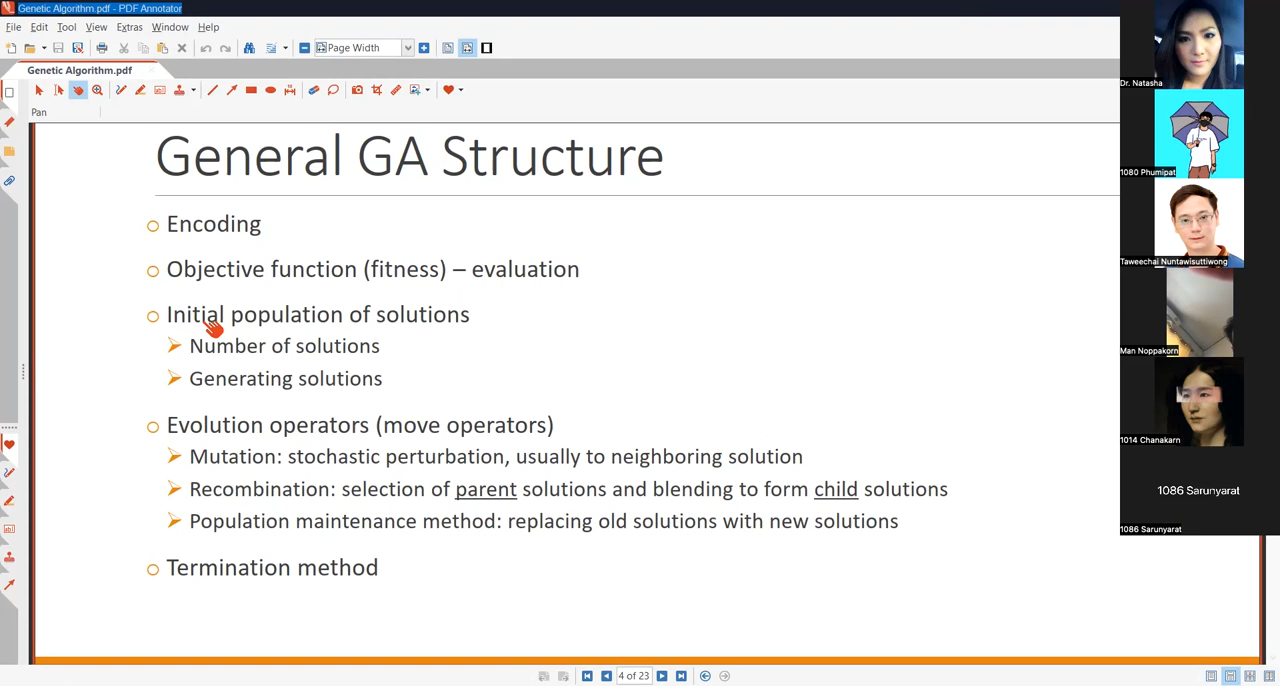 Genetic Algorithm.pdf - PDF Annotator
File Edit Tool View Extras Window Help
Page Width
Genetic Algorithm.pdf
Pan
General GA Structure
Encoding
Objective function (fitness) – evaluation
Initial population of solutions
Number of solutions
Generating solutions
Evolution operators (move operators)
Mutation: stochastic perturbation, usually to neighboring solution
Recombination: selection of parent solutions and blending to form child solutions
Population maintenance method: replacing old solutions with new solutions
Termination method
4 of 23
Dr. Natasha
1080 Phumipat
Taweechai Nuntawisuttiwong
Man Noppakorn
1014 Chanakarn
1086 Sarunyarat
1086 Sarunyarat